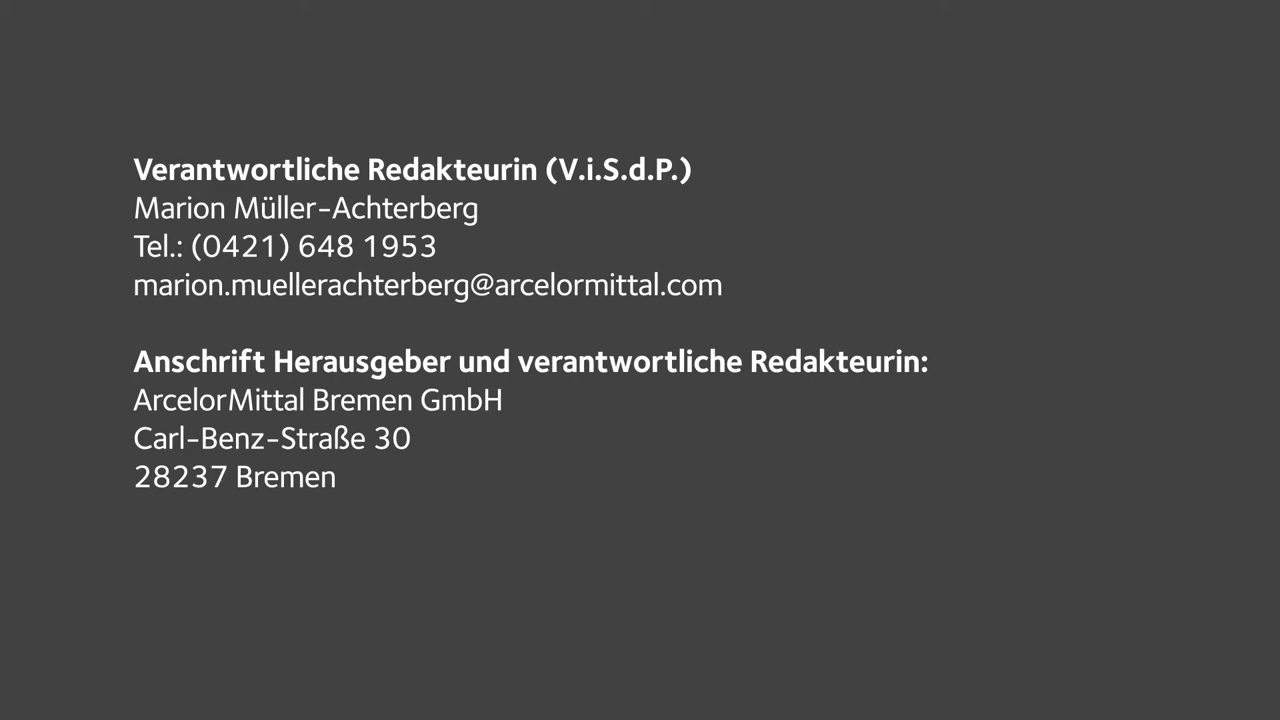 Verantwortliche Redakteurin (V.i.S.d.P.)
Marion Müller-Achterberg
Tel.: (0421) 648 1953
marion.muellerachterberg@arcelormittal.com
Anschrift Herausgeber und verantwortliche Redakteurin:
ArcelorMittal Bremen GmbH
Carl-Benz-Straße 30
28237 Bremen